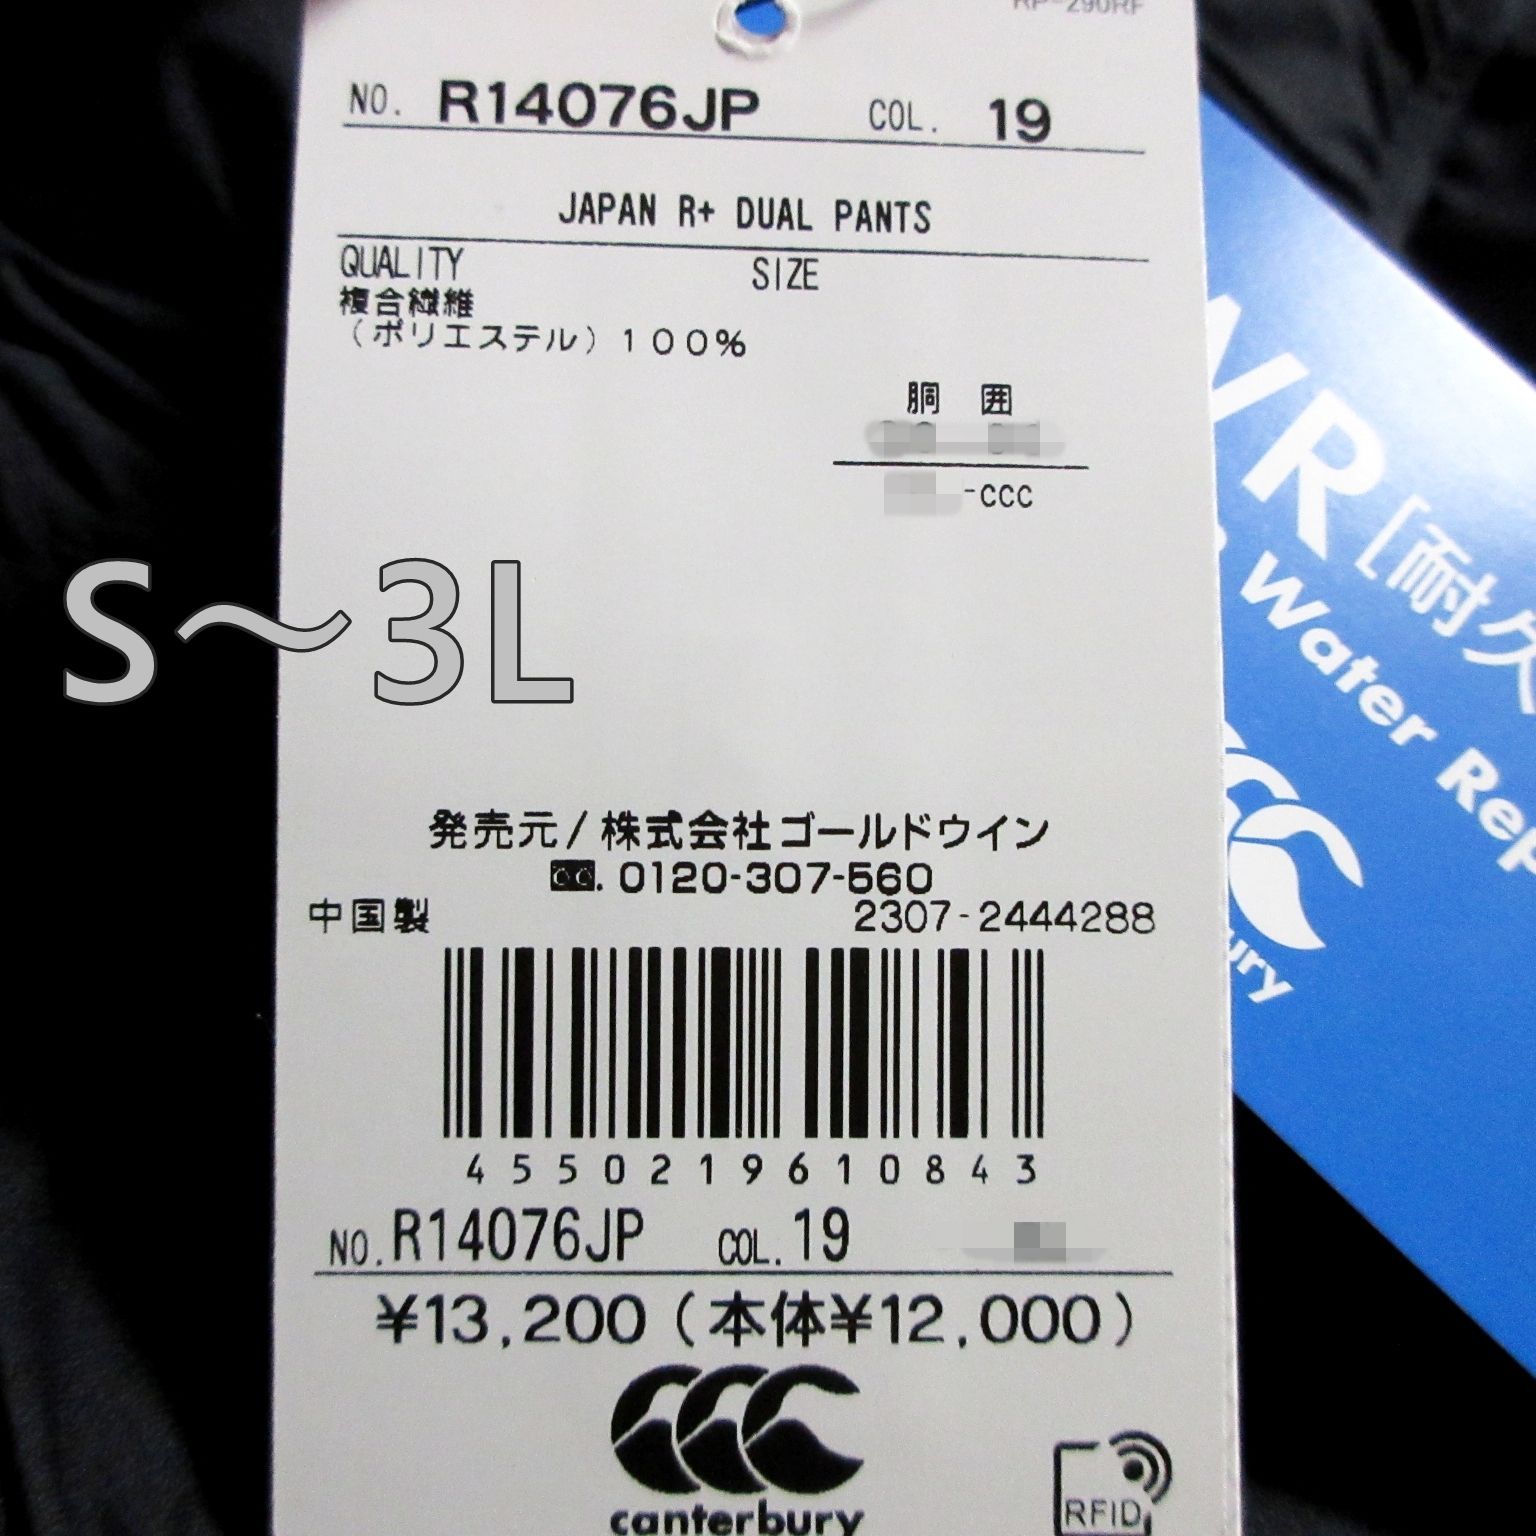 RP-290RF
NO. R14076JP COL. 19
JAPAN R+ DUAL PANTS
QUALITY SIZE
複合繊維
(ポリエステル)100%
胴 囲
-CCC
S～3L
WR [耐久
Water Rep
発売元/株式会社ゴールドウイン
0120-307-560
中国製 2307-2444288
4550219610843
NO. R14076JP COL. 19
¥13,200(本体¥12,000)
canterbury
RFID